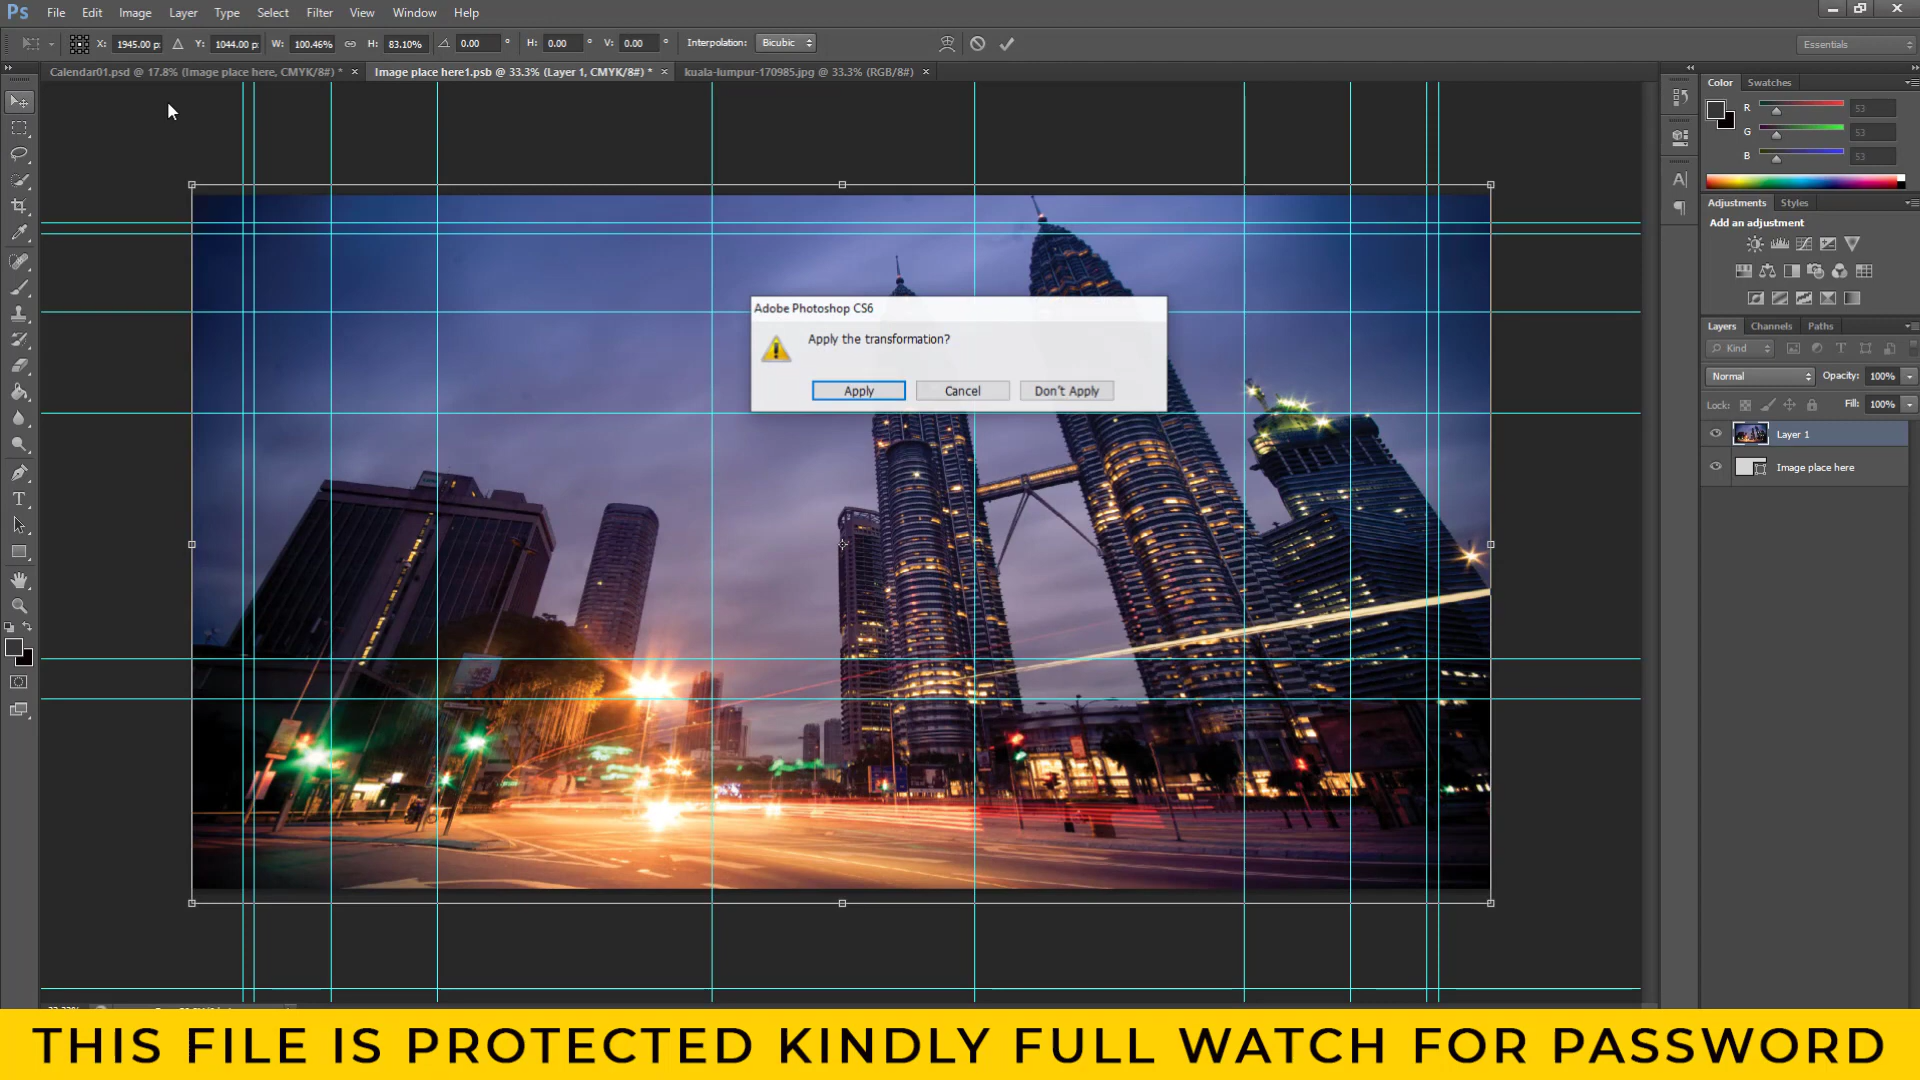 Ps File Edit Image Layer Type Select Filter View Window Help
X: 1945.00 p: Y: 1044.00 p: W: 100.46% H: 83.10% 0.00 ° H: 0.00 ° V: 0.00 ° Interpolation: Bicubic Essentials
Calendar01.psd @ 17.8% (Image place here, CMYK/8#) * × Image place here1.psb @ 33.3% (Layer 1, CMYK/8#) * × kuala-lumpur-170985.jpg @ 33.3% (RGB/8#) ×
Color Swatches
R 53
G 53
B 53
Adjustments Styles
Add an adjustment
Adobe Photoshop CS6
Apply the transformation?
Apply Cancel Don't Apply
Layers Channels Paths
Kind
Normal Opacity: 100%
Lock: Fill: 100%
Layer 1
Image place here
THIS FILE IS PROTECTED KINDLY FULL WATCH FOR PASSWORD